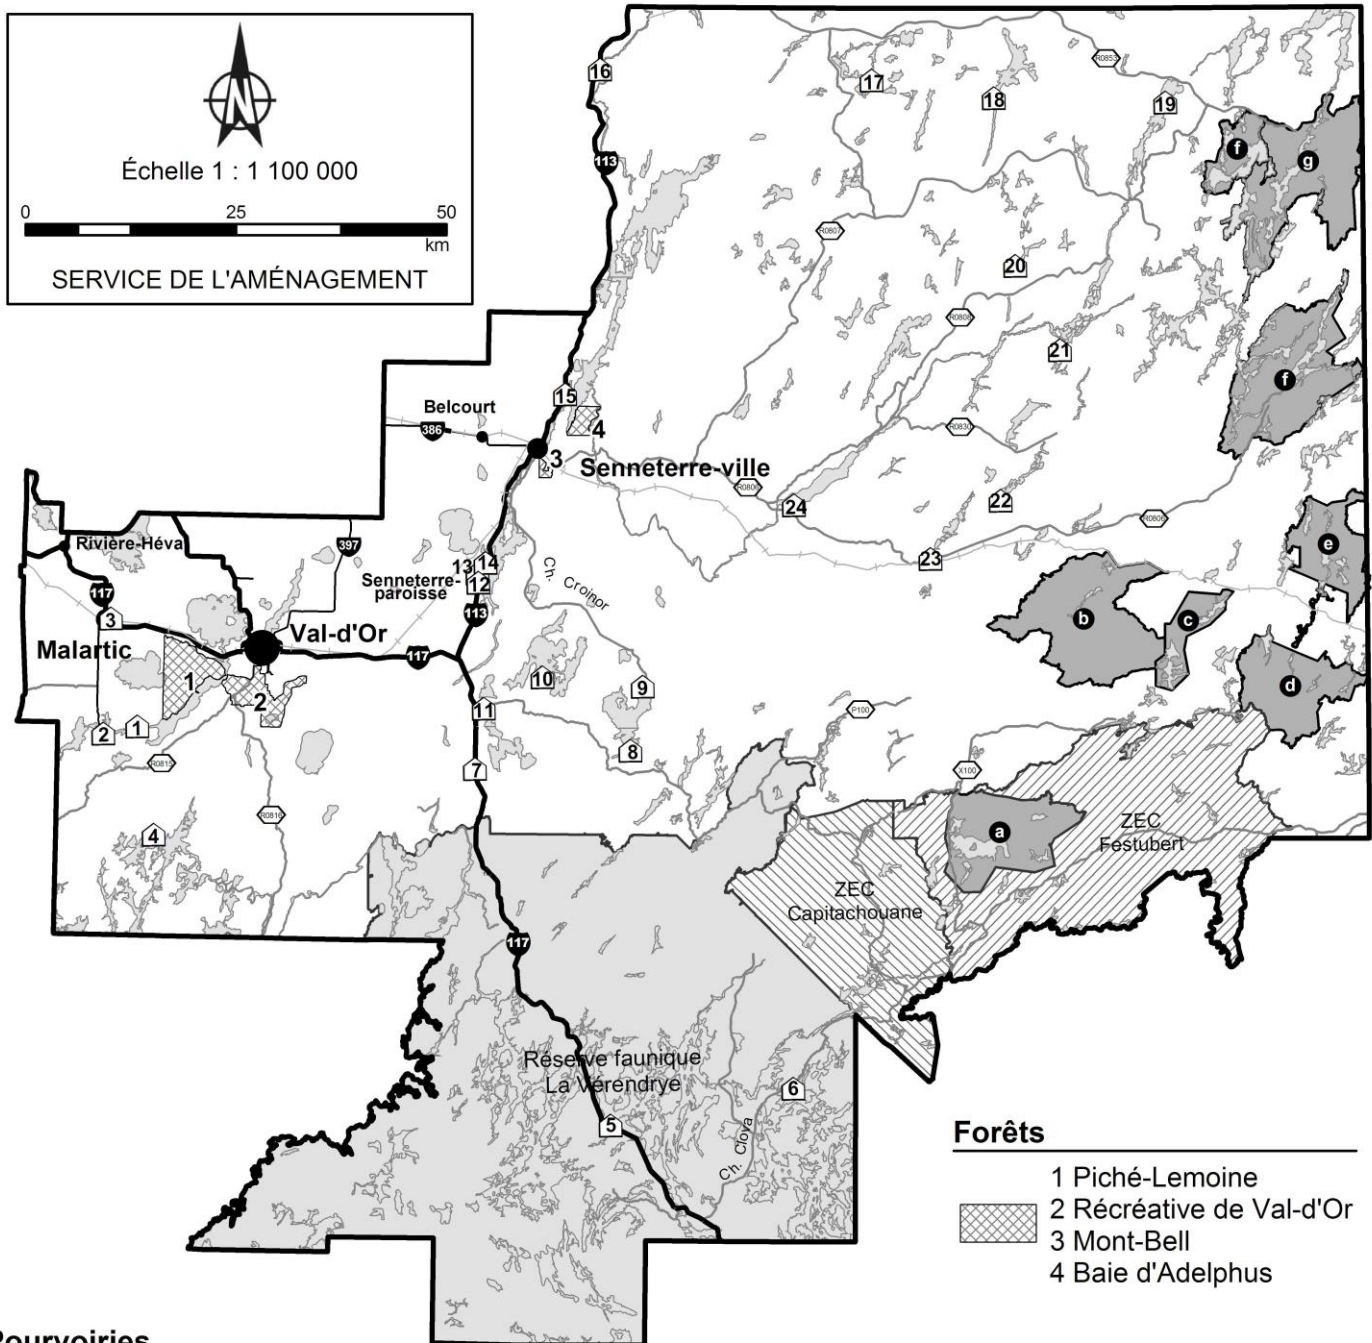 Échelle 1 : 1 100 000
0 25 50
km
SERVICE DE L'AMÉNAGEMENT
16
17
18
R0853
19
113
f
g
R0807
20
R0808
21
f
15
Belcourt
386
4
R0830
3
Senneterre-ville
R0806
24
22
R0806
23
e
Rivière-Héva
397
13
14
Senneterre-
paroisse
12
Ch. Croinor
117
113
3
b
c
Malartic
Val-d'Or
117
1
2
10
9
d
2
1
11
P100
8
R0815
7
X100
R0816
4
a
ZEC
Festubert
ZEC
Capitachouane
117
Réserve faunique
La Vérendrye
6
5
Ch. Clova
Forêts
1 Piché-Lemoine
2 Récréative de Val-d'Or
3 Mont-Bell
4 Baie d'Adelphus
Pourvoiries